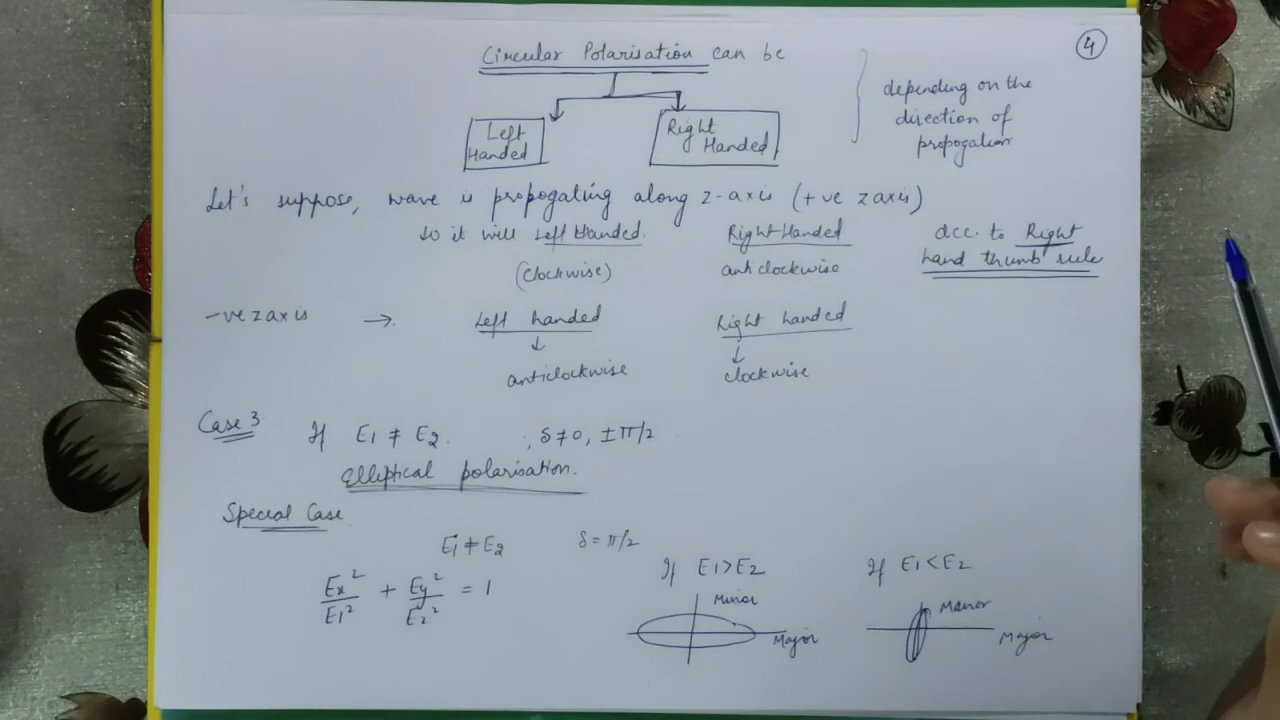 4
Circular Polarisation can be
depending on the
direction of
propogation
Left
Handed
Right
Handed
Let's suppose, wave is propogating along z-axis (+ve z axis)
so it will Left Handed.
Right Handed
acc. to Right
hand thumb rule
(clockwise)
anticlockwise
-ve z axis →
Left handed
Right handed
↓
↓
anticlockwise
clockwise
Case 3
If E1 ≠ E2. ; δ ≠ 0, ± π/2
Elliptical polarisation.
Special Case
E1 ≠ E2 δ = π/2
If E1 > E2
If E1 < E2
Ex²/E1² + Ey²/E2² = 1
Minor
Major
Manor
Major